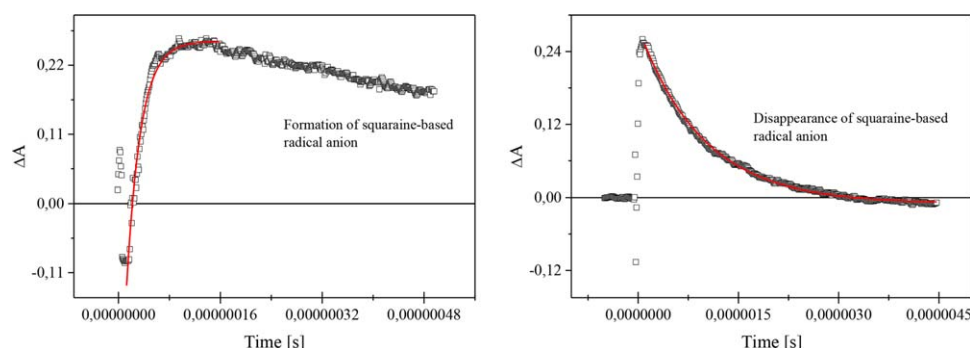 0,22
0,11
0,00
-0,11
ΔA
Formation of squaraine-based
radical anion
0,00000000
0,00000016
0,00000032
0,00000048
Time [s]
0,24
0,12
0,00
-0,12
ΔA
Disappearance of squaraine-based
radical anion
0,0000000
0,0000015
0,0000030
0,0000045
Time [s]